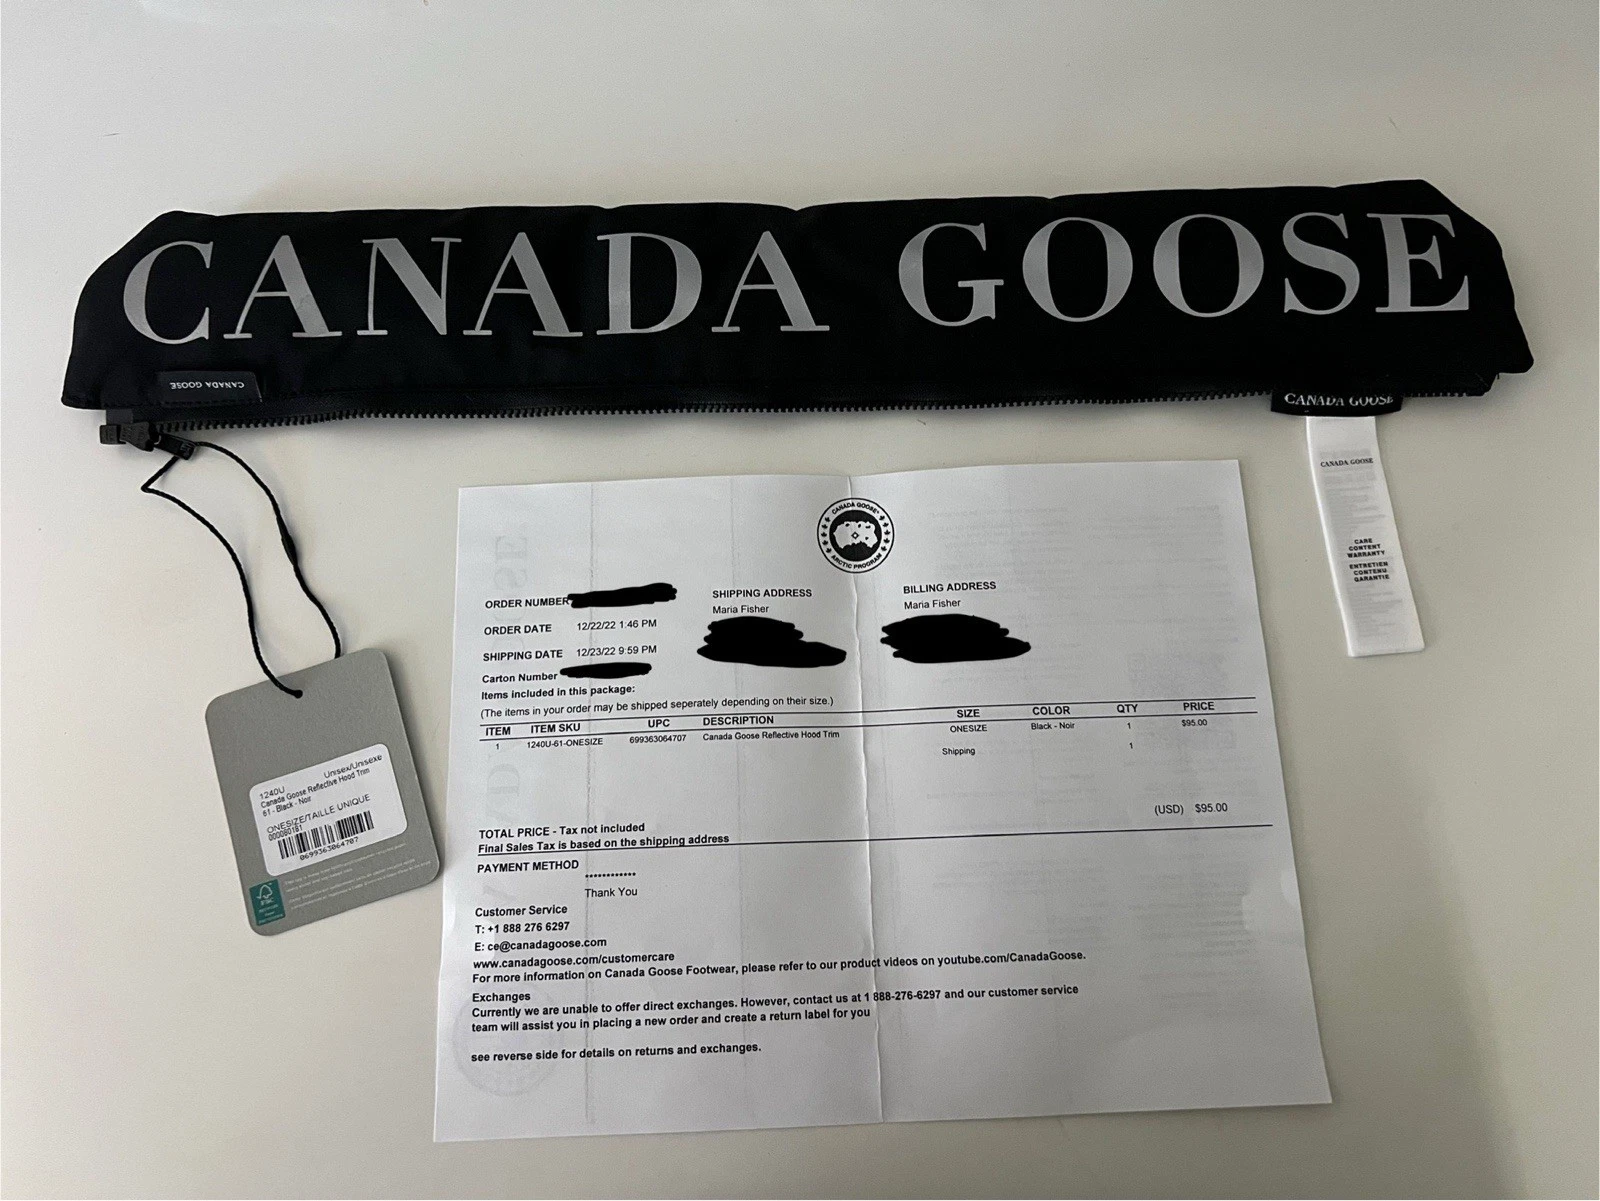 CANADA GOOSE
CANADA GOOSE
CANADA GOOSE
CANADA GOOSE
CARE
CONTENT
WARRANTY
ENTRETIEN
CONTENU
GARANTIE
CANADA GOOSE
ARCTIC PROGRAM
ORDER NUMBER
ORDER DATE 12/22/22 1:46 PM
SHIPPING DATE 12/23/22 9:59 PM
Carton Number
SHIPPING ADDRESS
Maria Fisher
BILLING ADDRESS
Maria Fisher
Items included in this package:
(The items in your order may be shipped seperately depending on their size.)
ITEM ITEM SKU UPC DESCRIPTION SIZE COLOR QTY PRICE
1 1240U-61-ONESIZE 699363064707 Canada Goose Reflective Hood Trim ONESIZE Black - Noir 1 $95.00
Shipping 1
(USD) $95.00
TOTAL PRICE - Tax not included
Final Sales Tax is based on the shipping address
PAYMENT METHOD
************
Thank You
Customer Service
T: +1 888 276 6297
E: ce@canadagoose.com
www.canadagoose.com/customercare
For more information on Canada Goose Footwear, please refer to our product videos on youtube.com/CanadaGoose.
Exchanges
Currently we are unable to offer direct exchanges. However, contact us at 1 888-276-6297 and our customer service
team will assist you in placing a new order and create a return label for you
see reverse side for details on returns and exchanges.
Unisex/Unisexe
1240U
Canada Goose Reflective Hood Trim
61 - Black - Noir
ONESIZE/TAILLE UNIQUE
000080181
0699363064707
FSC